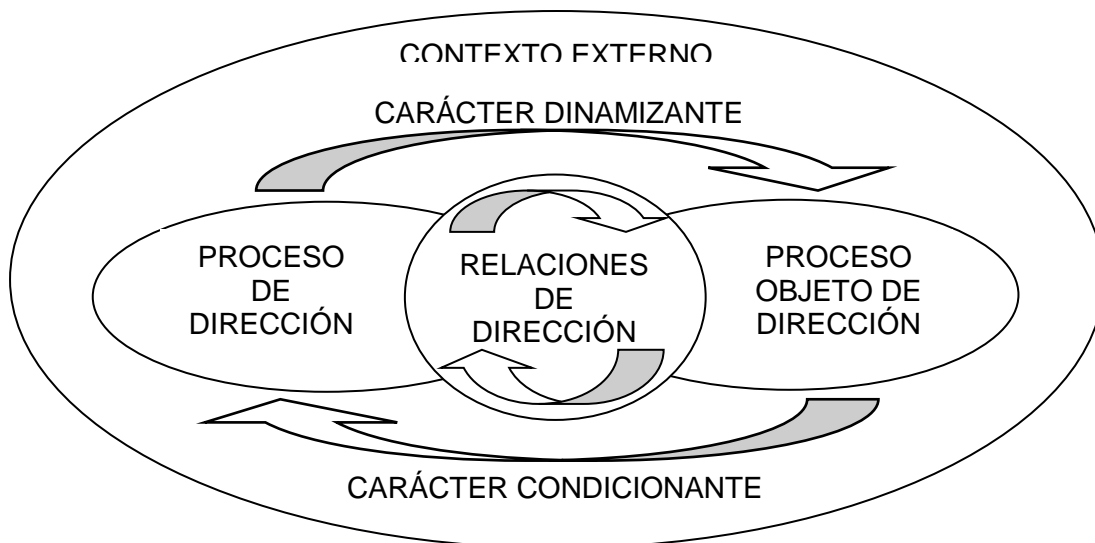 CONTEXTO EXTERNO
CARÁCTER DINAMIZANTE
PROCESO
DE
DIRECCIÓN
RELACIONES
DE
DIRECCIÓN
PROCESO
OBJETO DE
DIRECCIÓN
CARÁCTER CONDICIONANTE